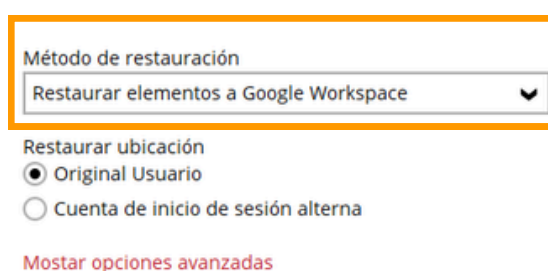 Método de restauración
Restaurar elementos a Google Workspace
Restaurar ubicación
Original Usuario
Cuenta de inicio de sesión alterna
Mostar opciones avanzadas